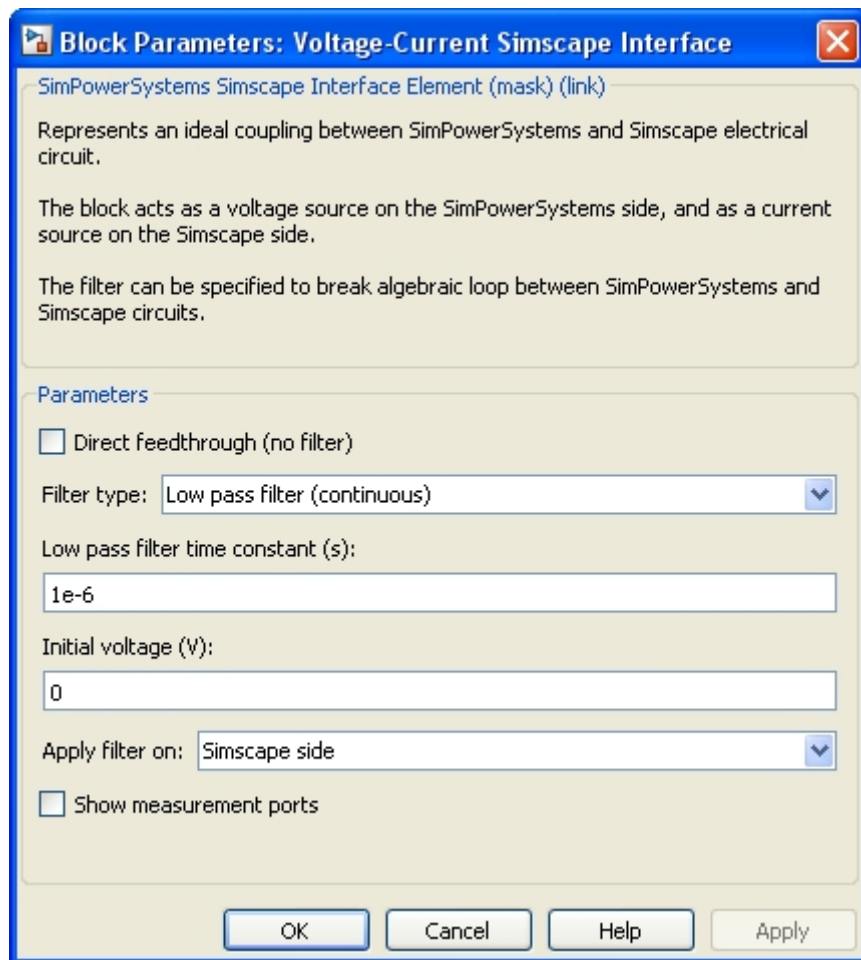 Block Parameters: Voltage-Current Simscape Interface
SimPowerSystems Simscape Interface Element (mask) (link)
Represents an ideal coupling between SimPowerSystems and Simscape electrical
circuit.
The block acts as a voltage source on the SimPowerSystems side, and as a current
source on the Simscape side.
The filter can be specified to break algebraic loop between SimPowerSystems and
Simscape circuits.
Parameters
Direct feedthrough (no filter)
Filter type: Low pass filter (continuous)
Low pass filter time constant (s):
1e-6
Initial voltage (V):
0
Apply filter on: Simscape side
Show measurement ports
OK Cancel Help Apply